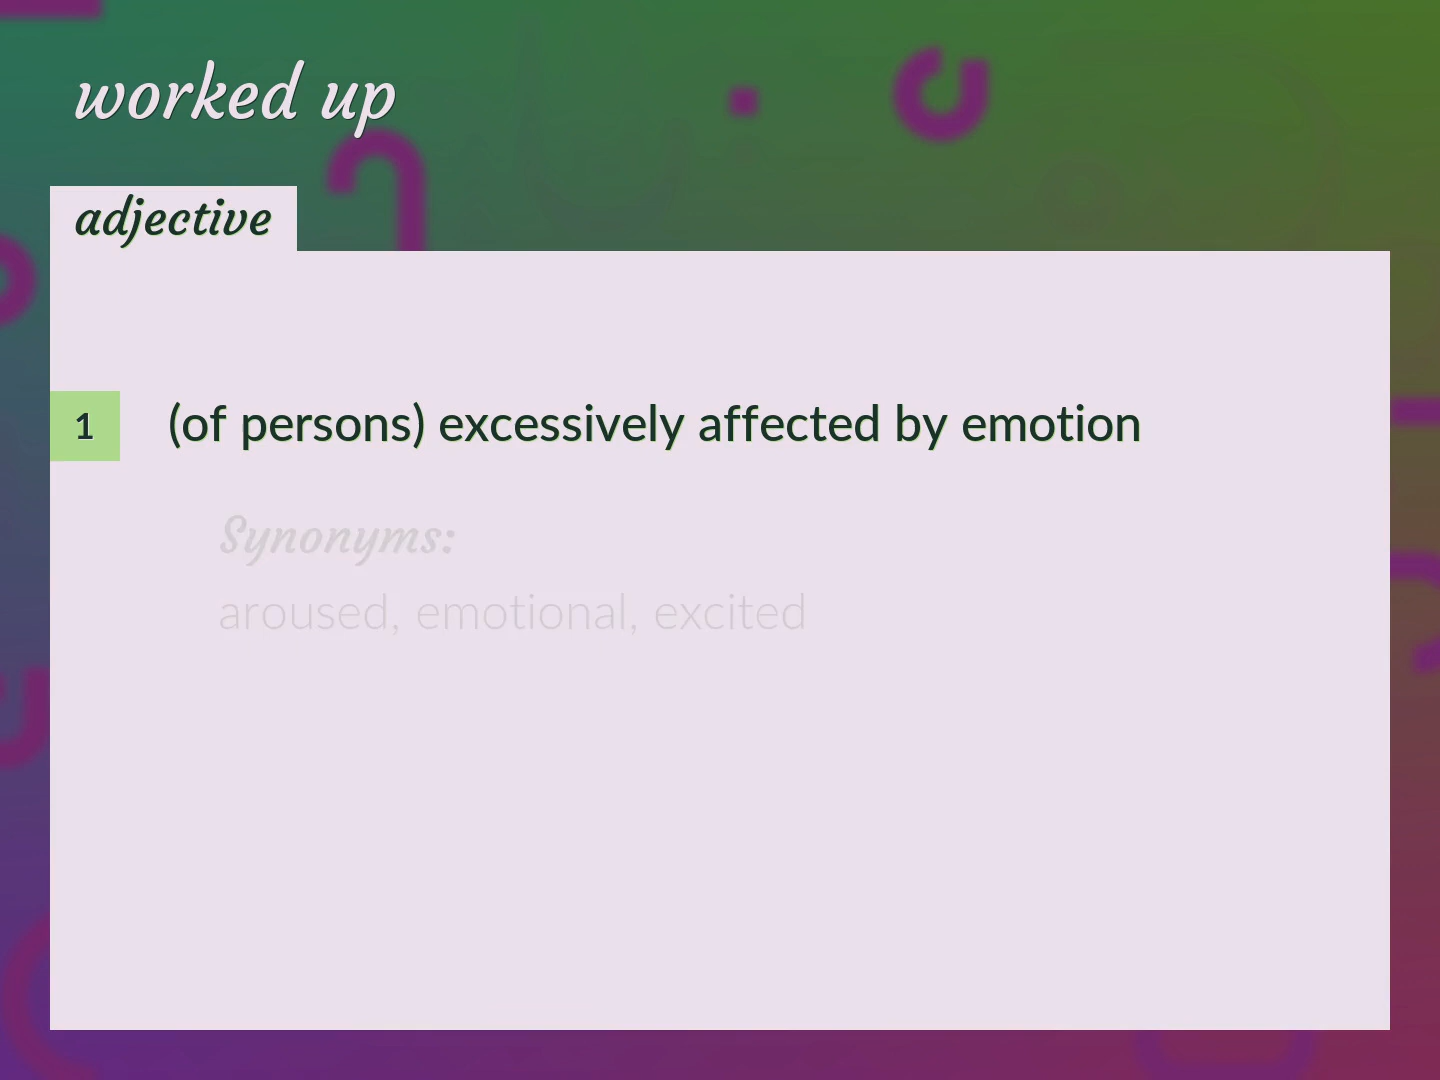 worked up
adjective
1 (of persons) excessively affected by emotion
Synonyms:
aroused, emotional, excited